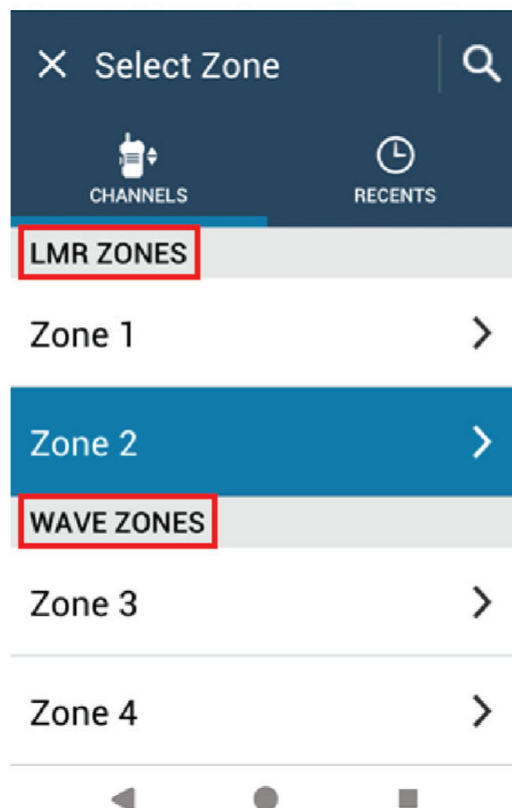 Select Zone
CHANNELS
RECENTS
LMR ZONES
Zone 1
Zone 2
WAVE ZONES
Zone 3
Zone 4